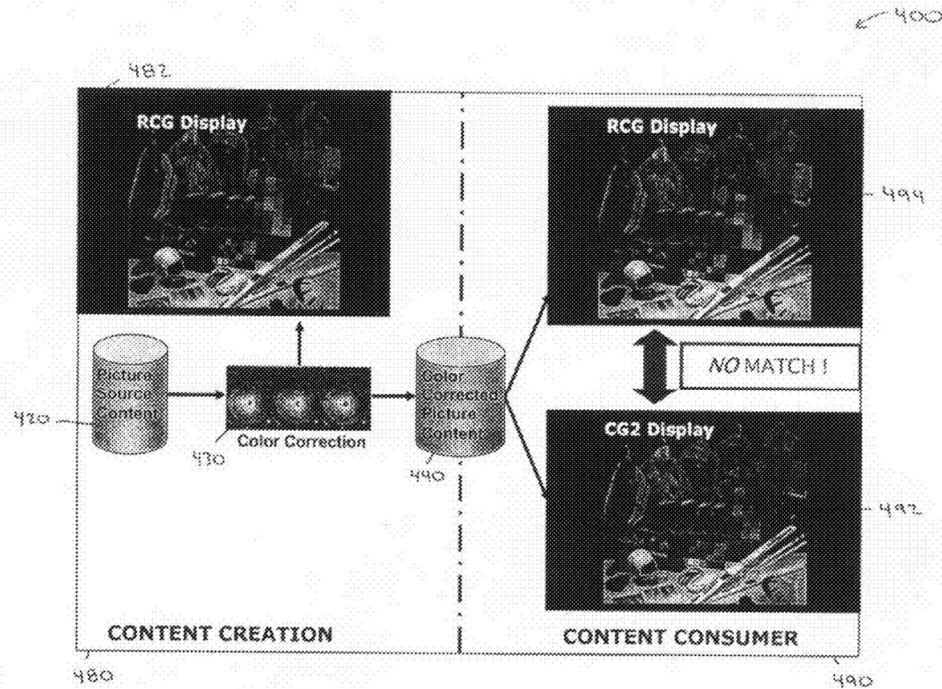 400
482
RCG Display
RCG Display
494
Picture
Source
Content
420
430
Color Correction
Color
Corrected
Picture
Content
440
NO MATCH !
CG2 Display
492
CONTENT CREATION
CONTENT CONSUMER
480
490